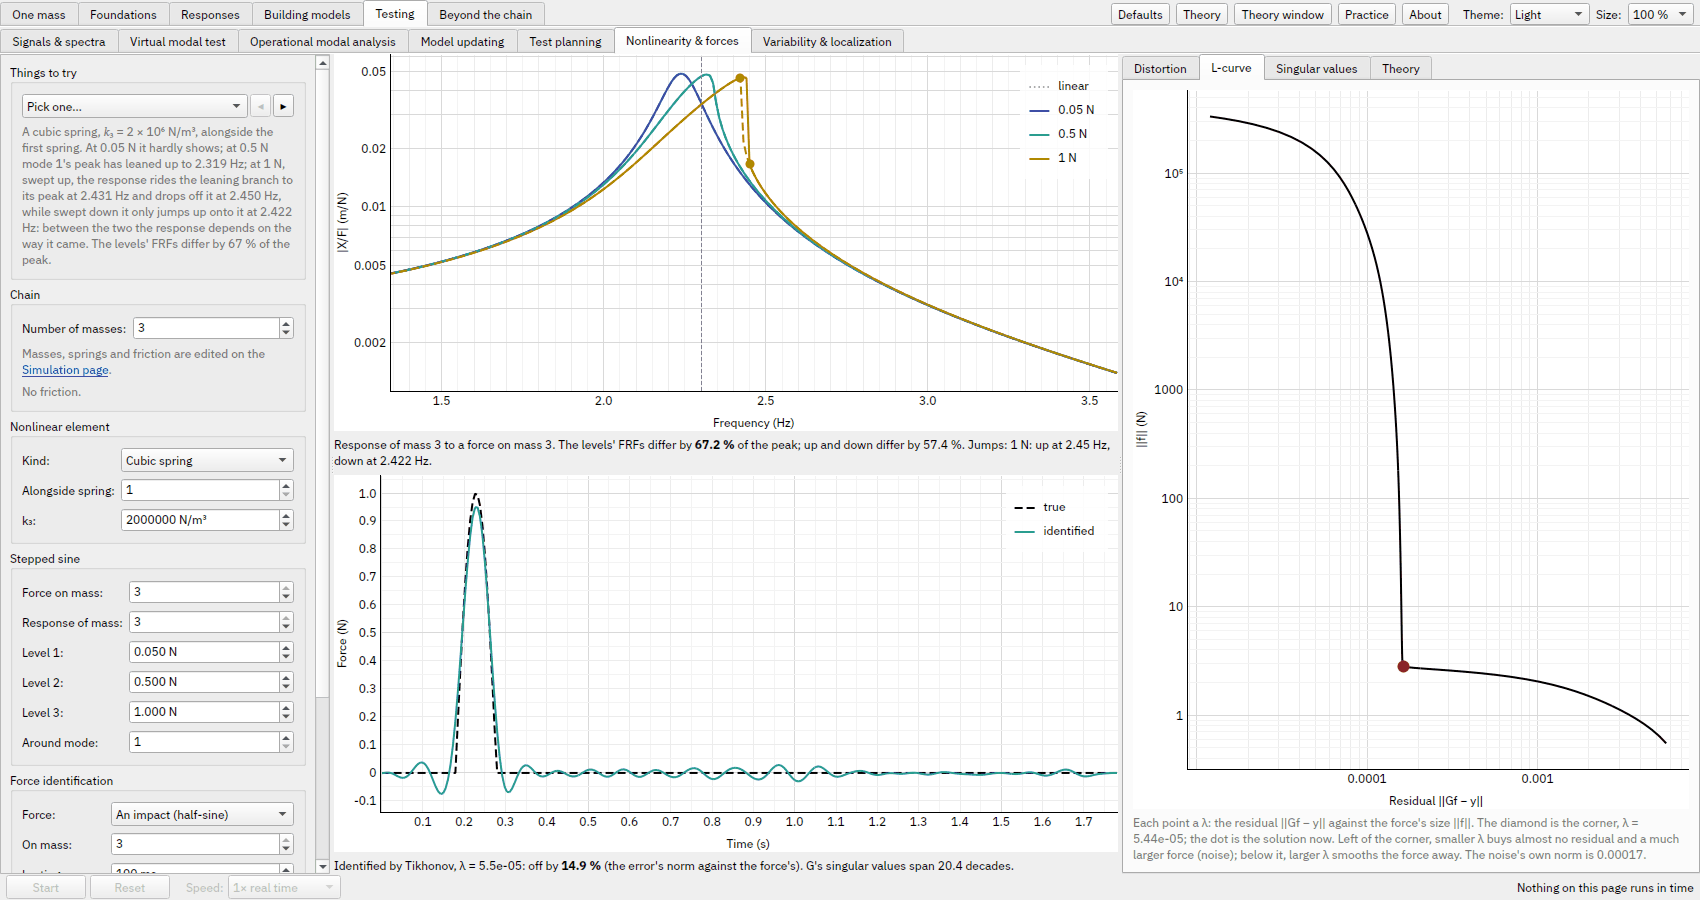 One mass
Foundations
Responses
Building models
Testing
Beyond the chain
Defaults
Theory
Theory window
Practice
About
Theme:
Light
Size:
100 %
Signals & spectra
Virtual modal test
Operational modal analysis
Model updating
Test planning
Nonlinearity & forces
Variability & localization
Things to try
Pick one...
A cubic spring, k₃ = 2 × 10⁶ N/m³, alongside the
first spring. At 0.05 N it hardly shows; at 0.5 N
mode 1's peak has leaned up to 2.319 Hz; at 1 N,
swept up, the response rides the leaning branch to
its peak at 2.431 Hz and drops off it at 2.450 Hz,
while swept down it only jumps up onto it at 2.422
Hz: between the two the response depends on the
way it came. The levels' FRFs differ by 67 % of the
peak.
Chain
Number of masses:
3
Masses, springs and friction are edited on the
Simulation page.
No friction.
Nonlinear element
Kind:
Cubic spring
Alongside spring:
1
k₃:
2000000 N/m³
Stepped sine
Force on mass:
3
Response of mass:
3
Level 1:
0.050 N
Level 2:
0.500 N
Level 3:
1.000 N
Around mode:
1
Force identification
Force:
An impact (half-sine)
On mass:
3
Start
Reset
Speed:
1× real time
|X/F| (m/N)
0.05
0.02
0.01
0.005
0.002
linear
0.05 N
0.5 N
1 N
1.5
2.0
2.5
3.0
3.5
Frequency (Hz)
Response of mass 3 to a force on mass 3. The levels' FRFs differ by 67.2 % of the peak; up and down differ by 57.4 %. Jumps: 1 N: up at 2.45 Hz,
down at 2.422 Hz.
Force (N)
1.0
0.9
0.8
0.7
0.6
0.5
0.4
0.3
0.2
0.1
0
-0.1
true
identified
0.1
0.2
0.3
0.4
0.5
0.6
0.7
0.8
0.9
1.0
1.1
1.2
1.3
1.4
1.5
1.6
1.7
Time (s)
Identified by Tikhonov, λ = 5.5e-05: off by 14.9 % (the error's norm against the force's). G's singular values span 20.4 decades.
Distortion
L-curve
Singular values
Theory
||f|| (N)
10⁵
10⁴
1000
100
10
1
0.0001
0.001
Residual ||Gf − y||
Each point a λ: the residual ||Gf − y|| against the force's size ||f||. The diamond is the corner, λ =
5.44e-05; the dot is the solution now. Left of the corner, smaller λ buys almost no residual and a much
larger force (noise); below it, larger λ smooths the force away. The noise's own norm is 0.00017.
Nothing on this page runs in time